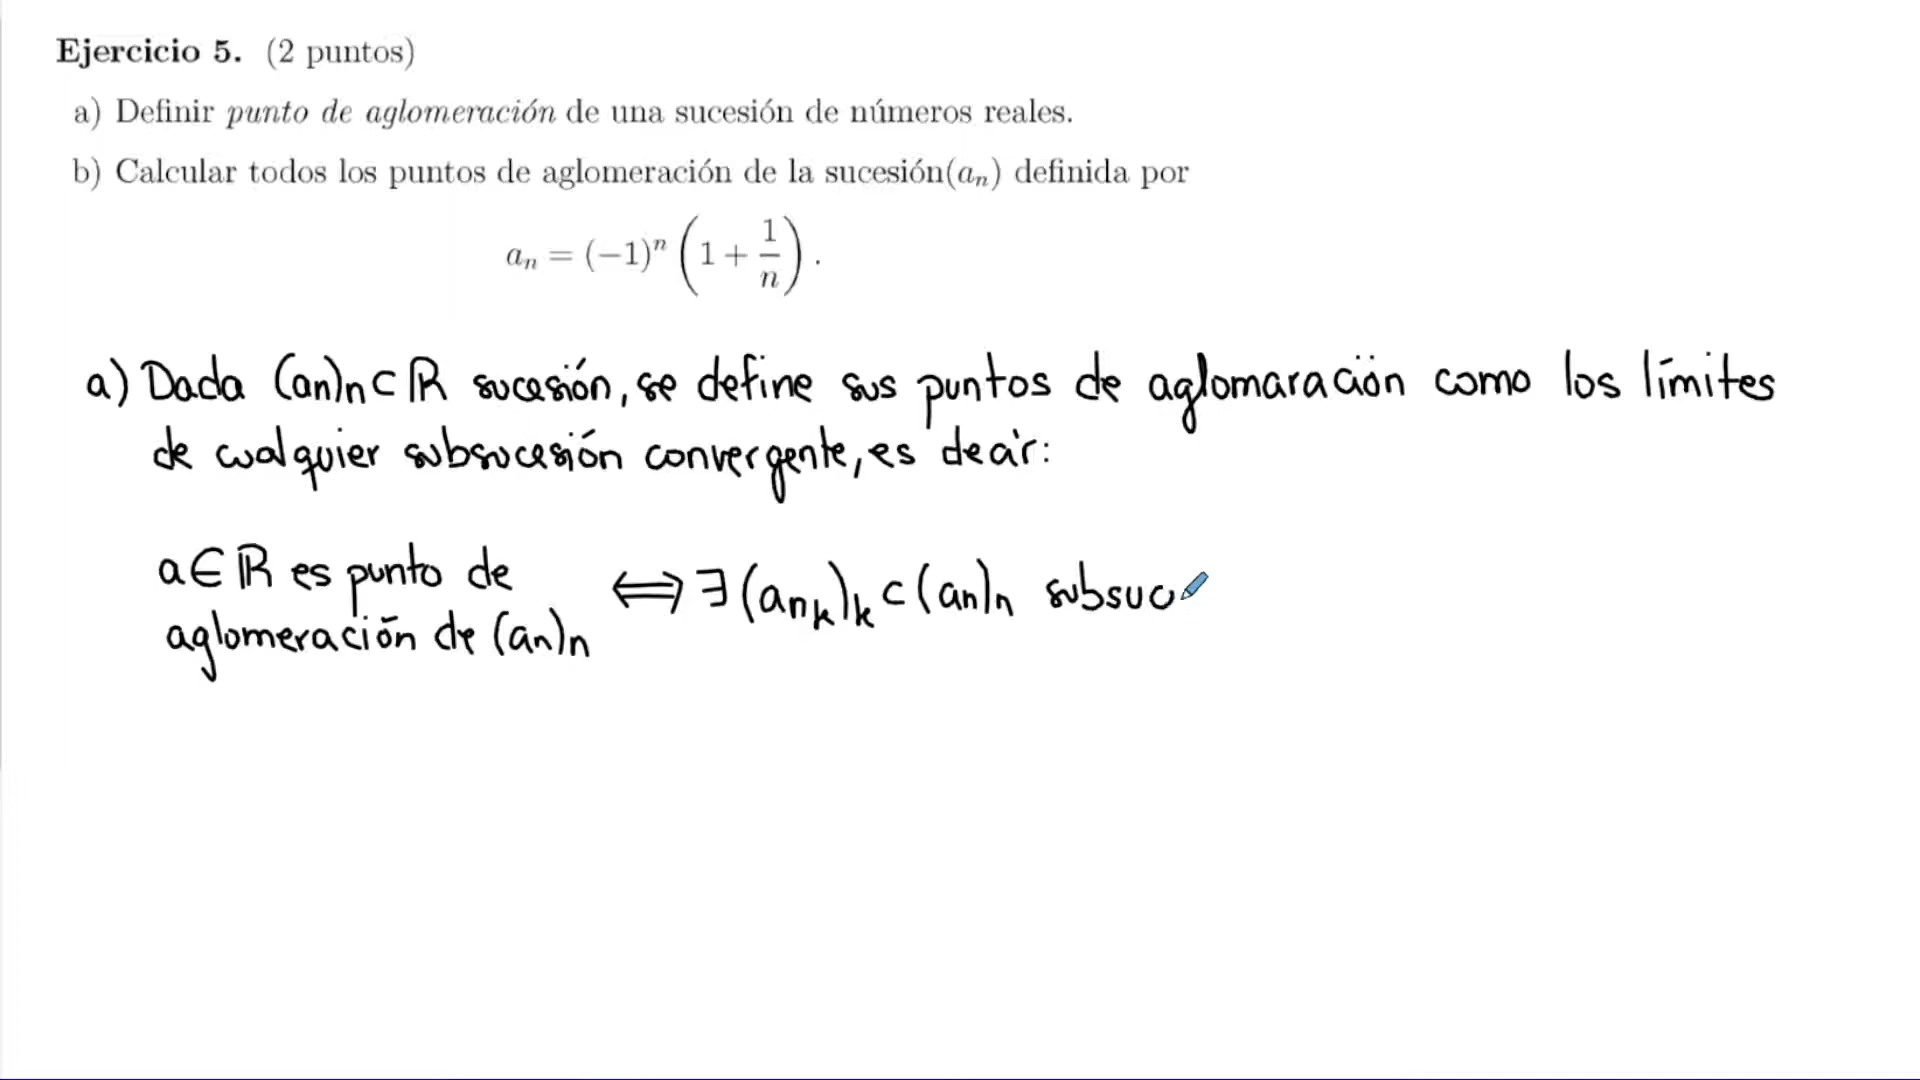 Ejercicio 5. (2 puntos)
a) Definir punto de aglomeración de una sucesión de números reales.
b) Calcular todos los puntos de aglomeración de la sucesión(aₙ) definida por
aₙ = (−1)ⁿ (1 + 1/n).
a) Dada (an)n ⊂ ℝ sucesión, se define sus puntos de aglomaración como los límites
de cualquier subsucesión convergente, es decir:
a ∈ ℝ es punto de
aglomeración de (an)n
⟺ ∃ (anₖ)ₖ ⊂ (an)n subsuc